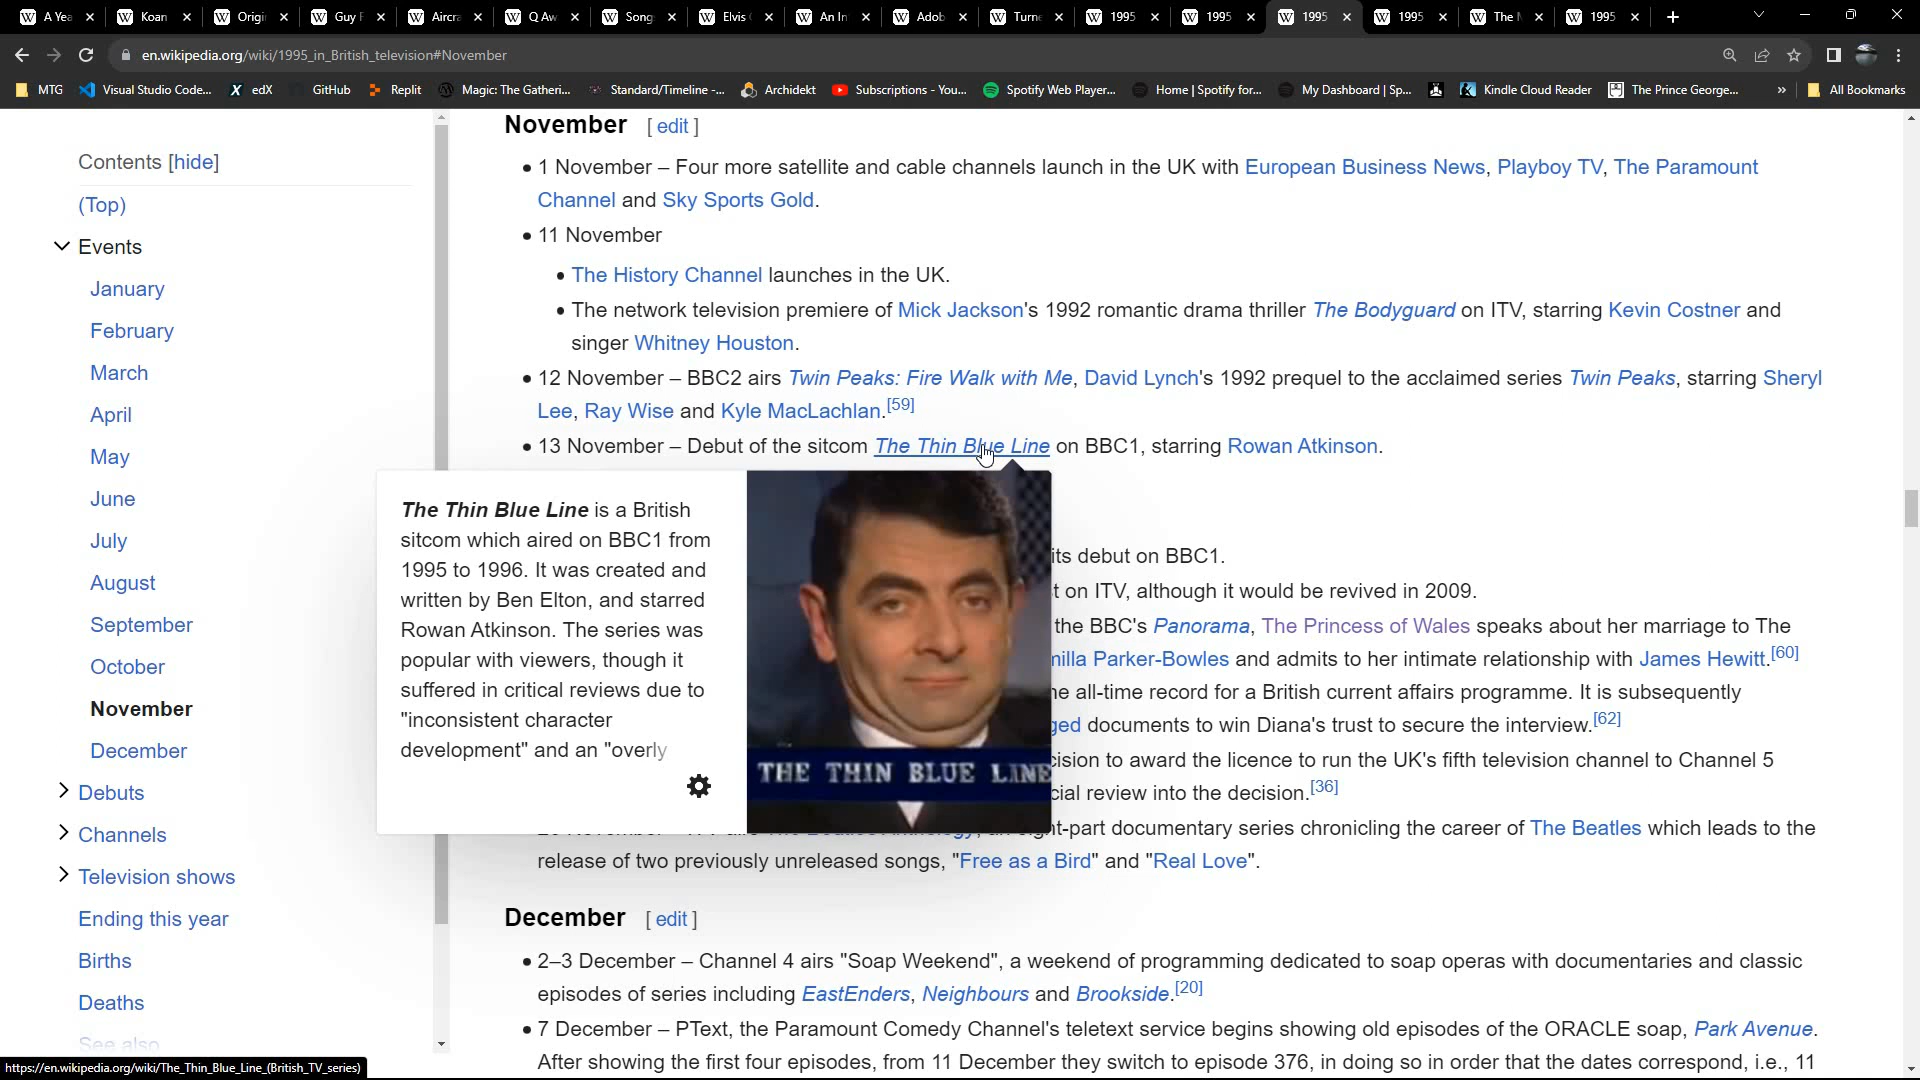 A Yea
Koan
Origi
Guy F
Aircra
Q Aw
Song
Elvis
An In
Adob
Turne
1995
1995
1995
1995
The
1995
en.wikipedia.org/wiki/1995_in_British_television#November
MTG
Visual Studio Code...
edX
GitHub
Replit
Magic: The Gatheri...
Standard/Timeline -...
Archidekt
Subscriptions - You...
Spotify Web Player...
Home | Spotify for...
My Dashboard | Sp...
Kindle Cloud Reader
The Prince George...
»
All Bookmarks
Contents [hide]
(Top)
Events
January
February
March
April
May
June
July
August
September
October
November
December
Debuts
Channels
Television shows
Ending this year
Births
Deaths
See also
November [ edit ]
• 1 November – Four more satellite and cable channels launch in the UK with European Business News, Playboy TV, The Paramount
Channel and Sky Sports Gold.
• 11 November
• The History Channel launches in the UK.
• The network television premiere of Mick Jackson's 1992 romantic drama thriller The Bodyguard on ITV, starring Kevin Costner and
singer Whitney Houston.
• 12 November – BBC2 airs Twin Peaks: Fire Walk with Me, David Lynch's 1992 prequel to the acclaimed series Twin Peaks, starring Sheryl
Lee, Ray Wise and Kyle MacLachlan.[59]
• 13 November – Debut of the sitcom The Thin Blue Line on BBC1, starring Rowan Atkinson.
The Thin Blue Line is a British
sitcom which aired on BBC1 from
1995 to 1996. It was created and
written by Ben Elton, and starred
Rowan Atkinson. The series was
popular with viewers, though it
suffered in critical reviews due to
"inconsistent character
development" and an "overly
THE THIN BLUE LINE
its debut on BBC1.
on ITV, although it would be revived in 2009.
the BBC's Panorama, The Princess of Wales speaks about her marriage to The
milla Parker-Bowles and admits to her intimate relationship with James Hewitt.[60]
all-time record for a British current affairs programme. It is subsequently
ged documents to win Diana's trust to secure the interview.[62]
cision to award the licence to run the UK's fifth television channel to Channel 5
cial review into the decision.[36]
ght-part documentary series chronicling the career of The Beatles which leads to the
release of two previously unreleased songs, "Free as a Bird" and "Real Love".
December [ edit ]
• 2–3 December – Channel 4 airs "Soap Weekend", a weekend of programming dedicated to soap operas with documentaries and classic
episodes of series including EastEnders, Neighbours and Brookside.[20]
• 7 December – PText, the Paramount Comedy Channel's teletext service begins showing old episodes of the ORACLE soap, Park Avenue.
After showing the first four episodes, from 11 December they switch to episode 376, in doing so in order that the dates correspond, i.e., 11
https://en.wikipedia.org/wiki/The_Thin_Blue_Line_(British_TV_series)